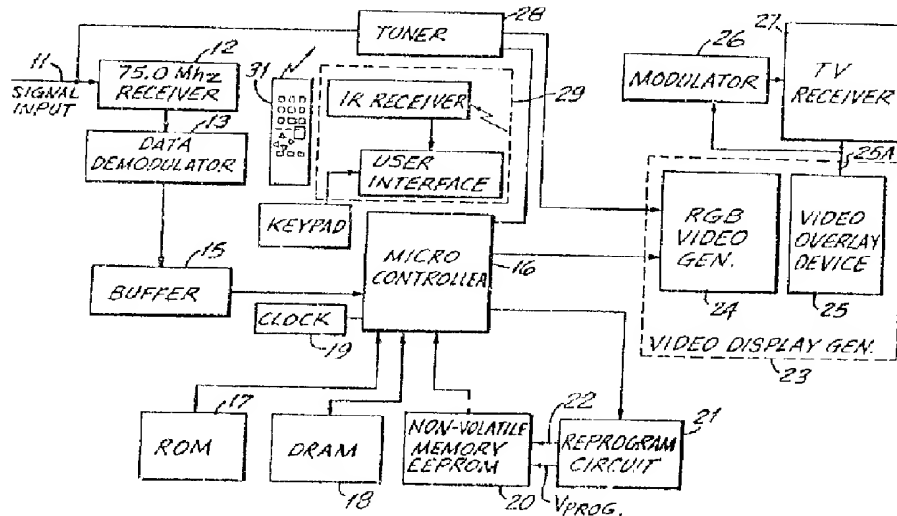 28
TUNER
27
12
26
11
SIGNAL
INPUT
75.0 Mhz
RECEIVER
31
IR RECEIVER
29
MODULATOR
TV
RECEIVER
13
DATA
DEMODULATOR
USER
INTERFACE
25A
KEYPAD
RGB
VIDEO
GEN.
24
VIDEO
OVERLAY
DEVICE
25
MICRO
CONTROLLER
16
15
BUFFER
CLOCK
19
VIDEO DISPLAY GEN.
23
17
ROM
DRAM
18
NON-VOLATILE
MEMORY
EEPROM
20
22
21
REPROGRAM
CIRCUIT
VPROG.